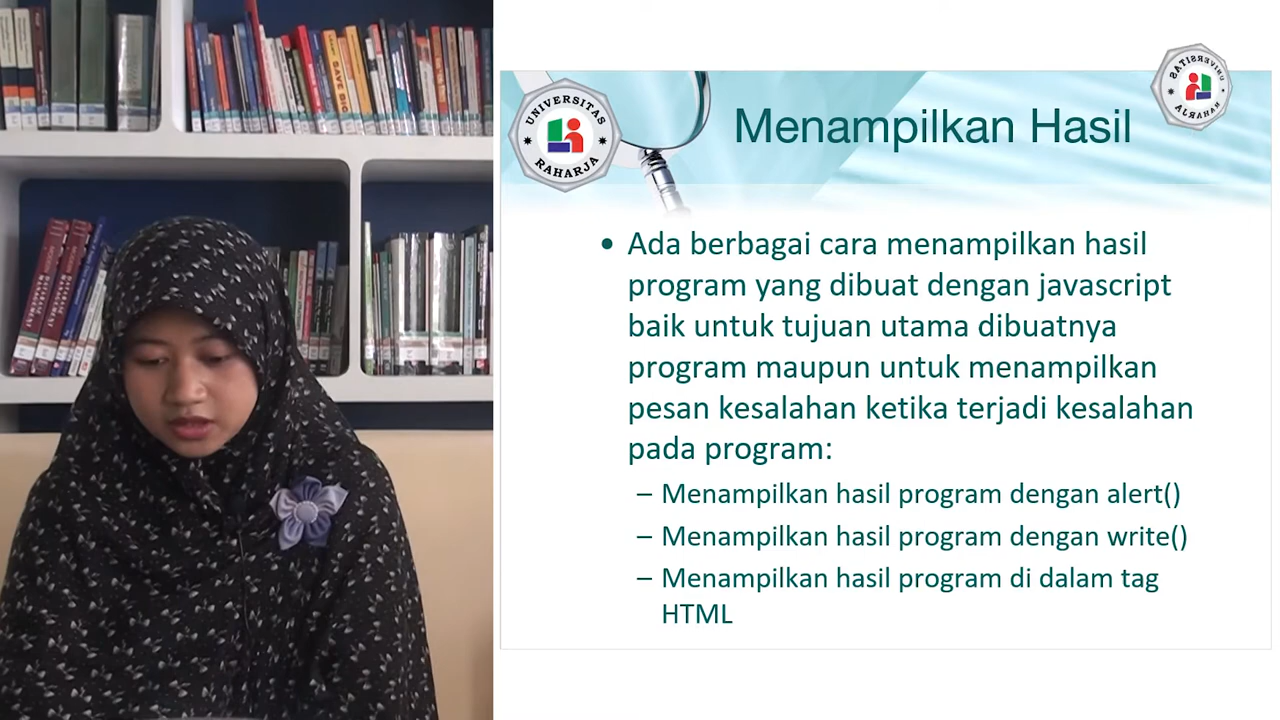 SAVE BIG
UNIVERSITAS
RAHARJA
Menampilkan Hasil
UNIVERSITAS
RAHARJA
• Ada berbagai cara menampilkan hasil
program yang dibuat dengan javascript
baik untuk tujuan utama dibuatnya
program maupun untuk menampilkan
pesan kesalahan ketika terjadi kesalahan
pada program:
– Menampilkan hasil program dengan alert()
– Menampilkan hasil program dengan write()
– Menampilkan hasil program di dalam tag
HTML